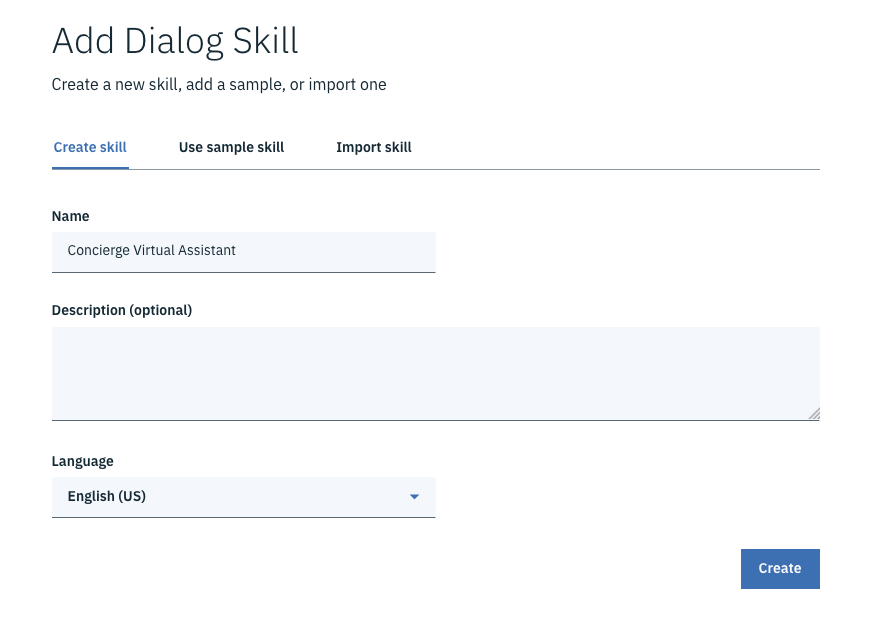 Add Dialog Skill
Create a new skill, add a sample, or import one
Create skill Use sample skill Import skill
Name
Concierge Virtual Assistant
Description (optional)
Language
English (US)
Create